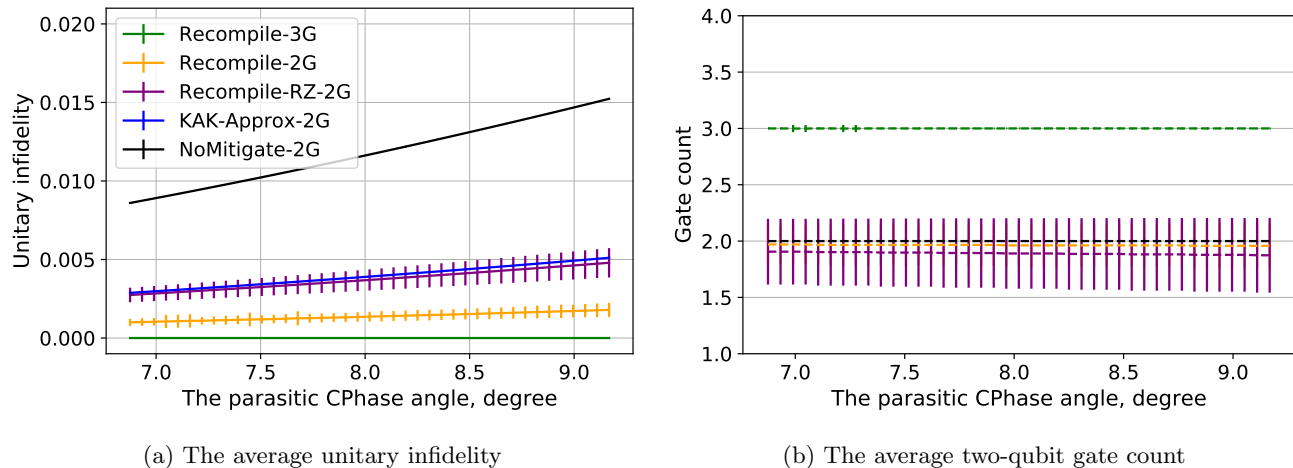 0.020
0.015
0.010
0.005
0.000
Unitary infidelity
Recompile-3G
Recompile-2G
Recompile-RZ-2G
KAK-Approx-2G
NoMitigate-2G
7.0 7.5 8.0 8.5 9.0
The parasitic CPhase angle, degree
(a) The average unitary infidelity
4.0
3.5
3.0
2.5
2.0
1.5
1.0
Gate count
7.0 7.5 8.0 8.5 9.0
The parasitic CPhase angle, degree
(b) The average two-qubit gate count